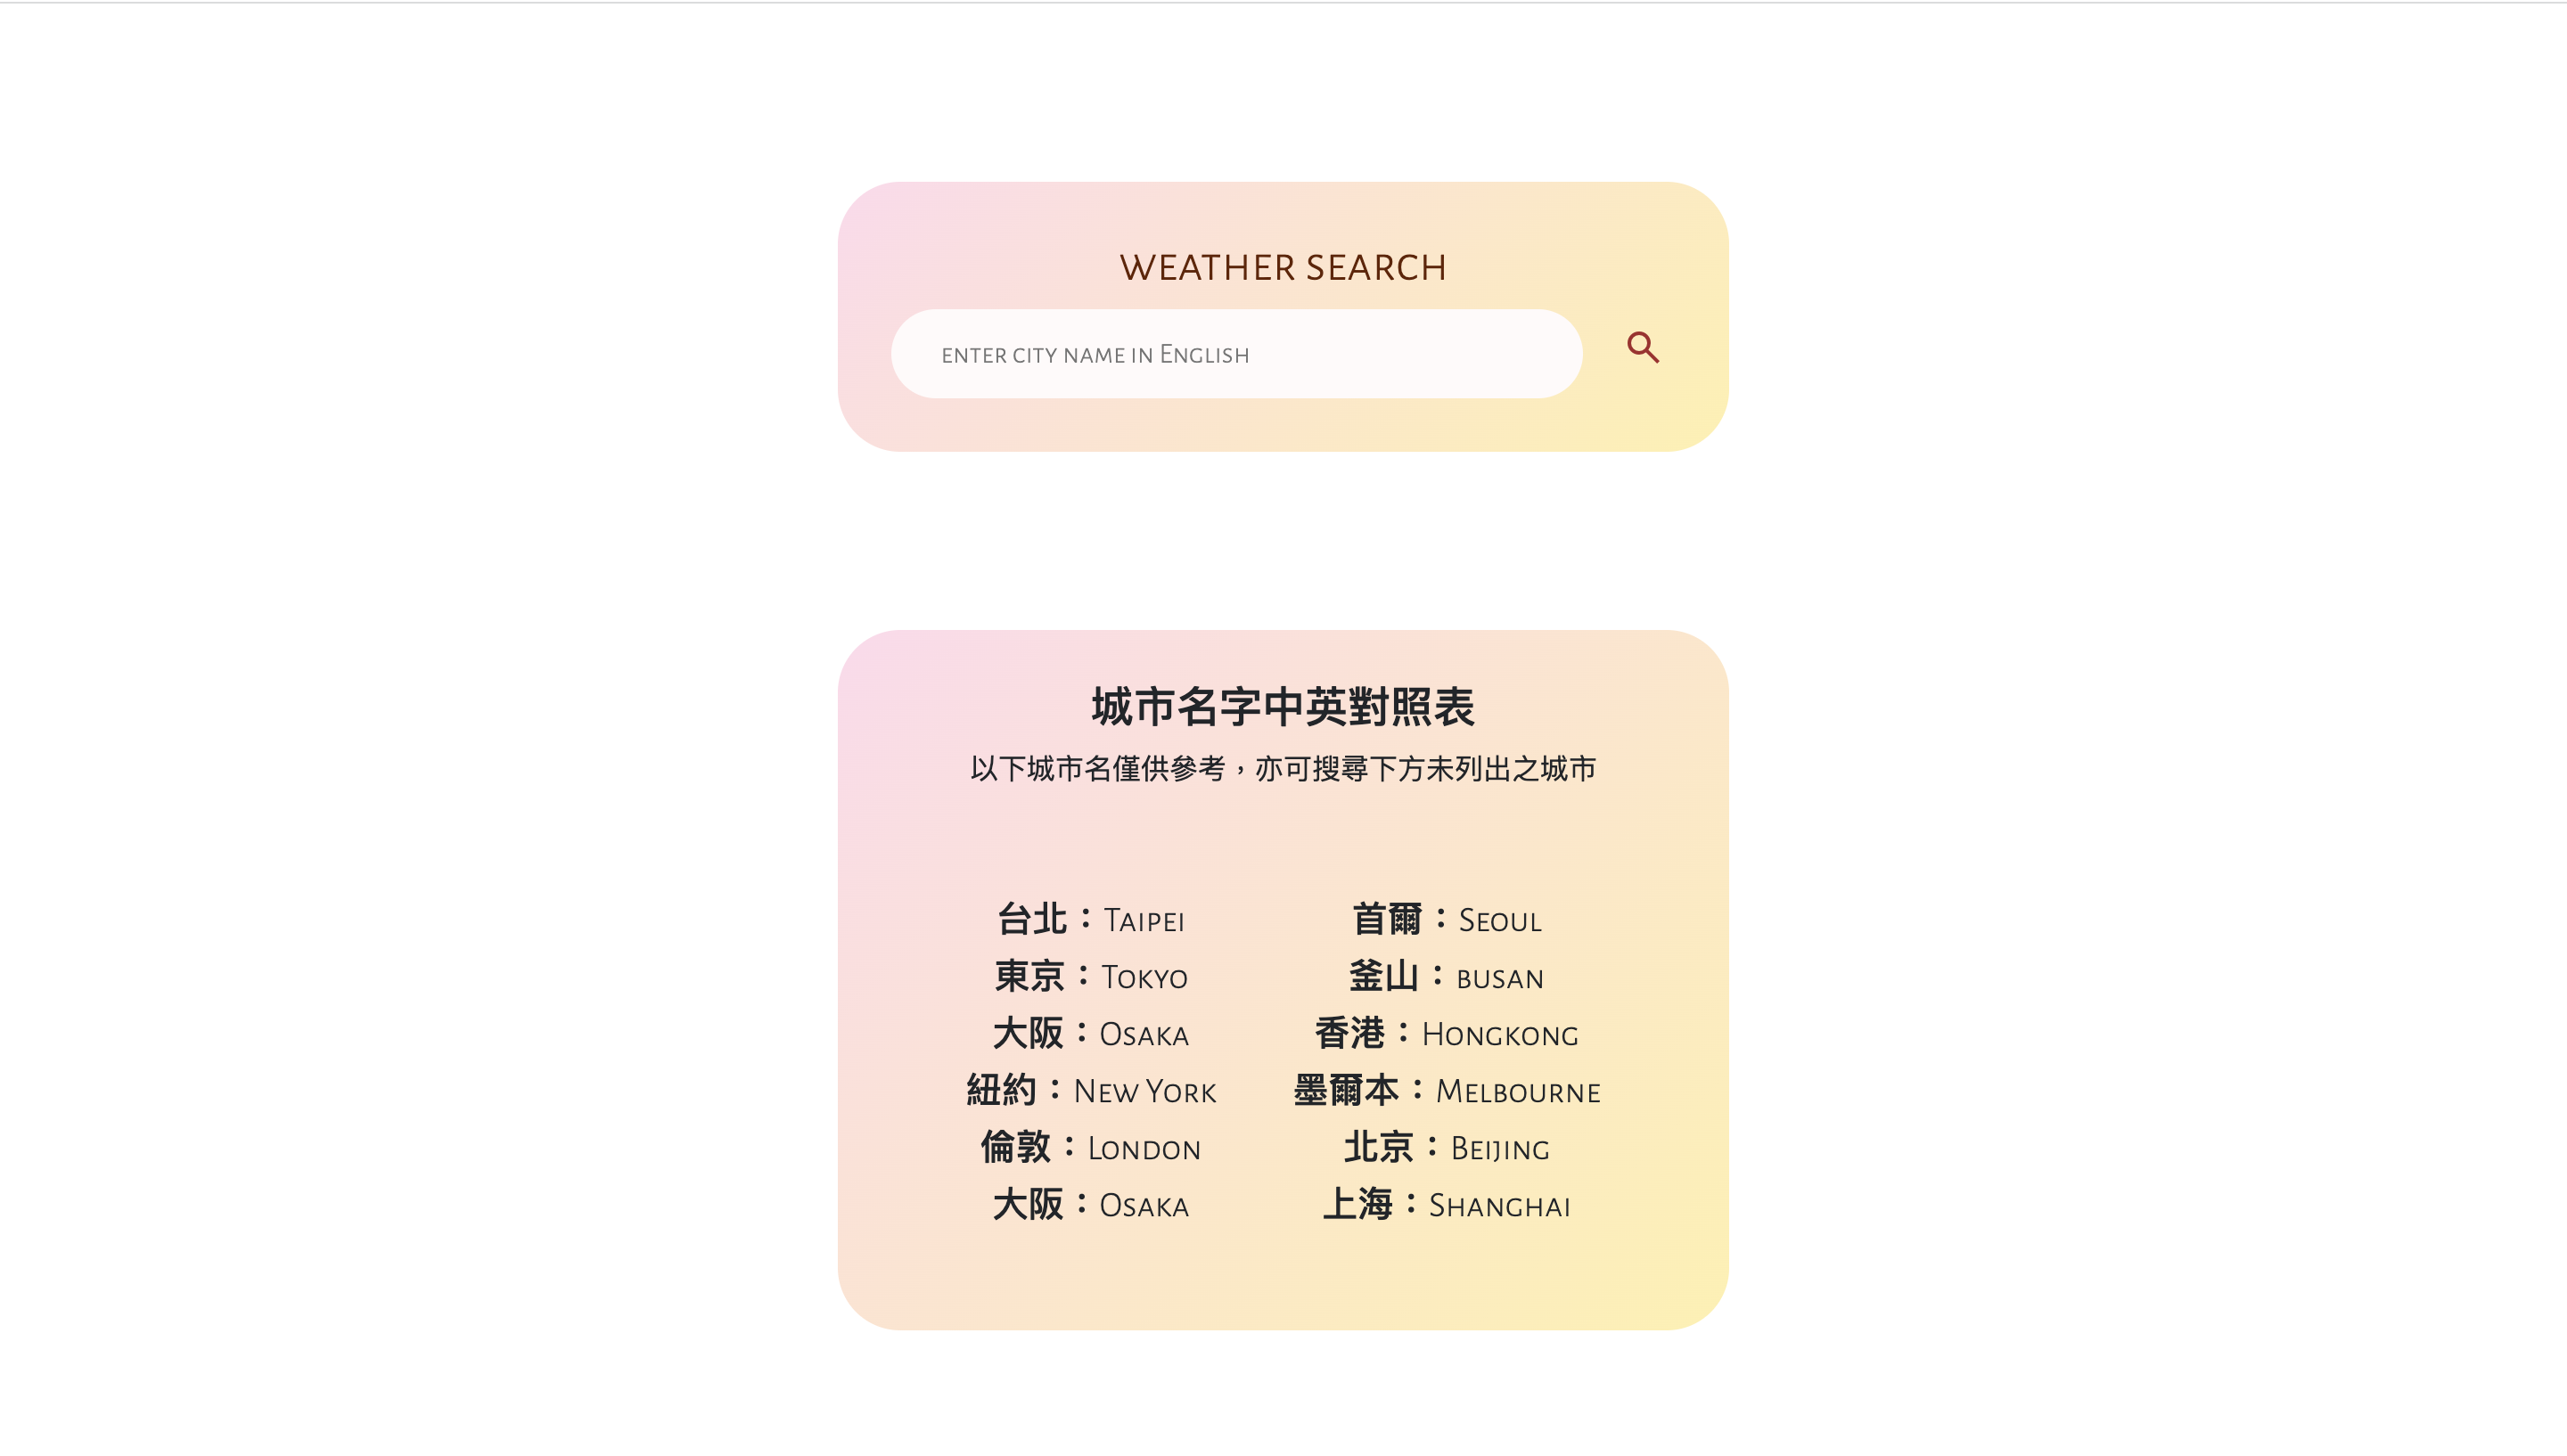 WEATHER SEARCH
enter city name in English
城市名字中英對照表
以下城市名僅供參考，亦可搜尋下方未列出之城市
台北：Taipei
東京：Tokyo
大阪：Osaka
紐約：New York
倫敦：London
大阪：Osaka
首爾：Seoul
釜山：busan
香港：Hongkong
墨爾本：Melbourne
北京：Beijing
上海：Shanghai